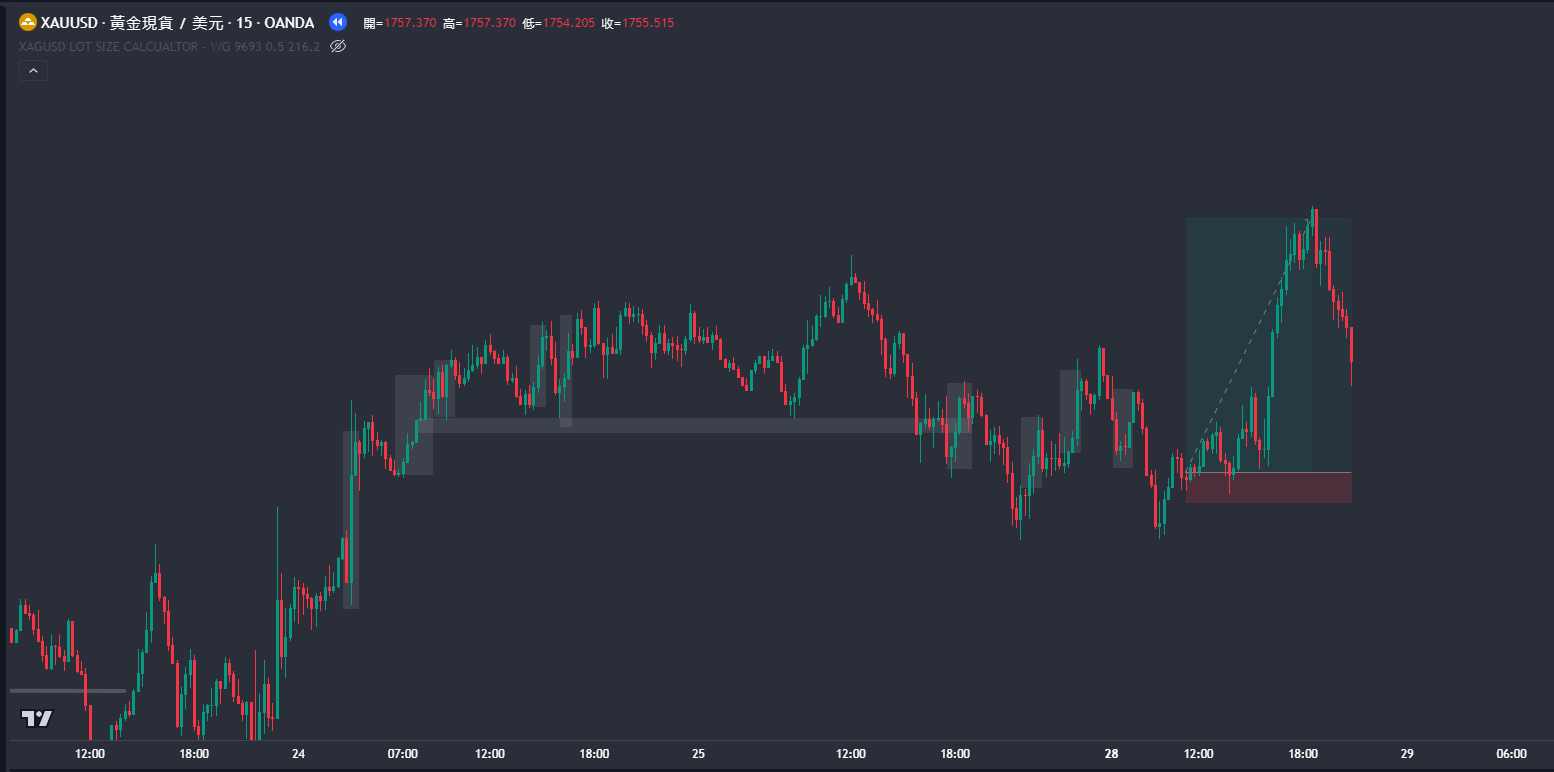 XAUUSD · 黃金現貨 / 美元 · 15 · OANDA 開=1757.370 高=1757.370 低=1754.205 收=1755.515
XAGUSD LOT SIZE CALCUALTOR - WG 9693 0.5 216.2
12:00 18:00 24 07:00 12:00 18:00 25 12:00 18:00 28 12:00 18:00 29 06:00